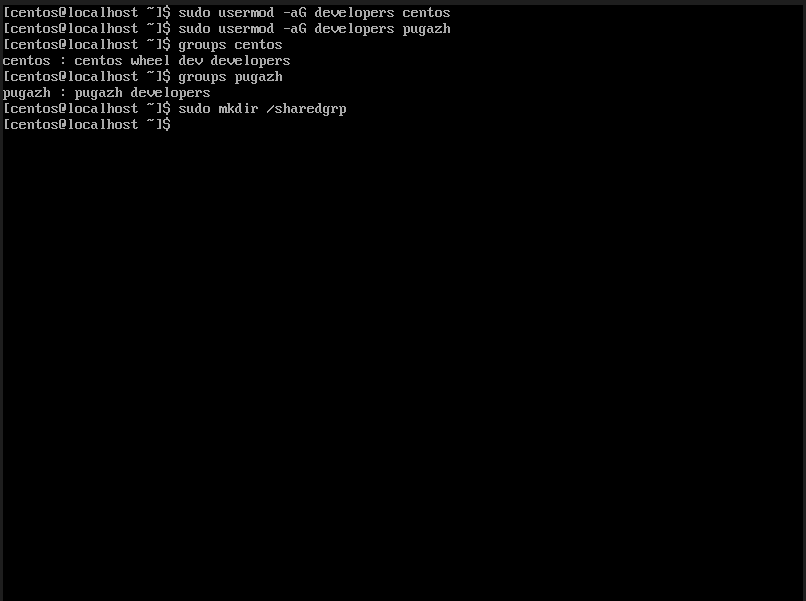 [centos@localhost ~]$ sudo usermod -aG developers centos
[centos@localhost ~]$ sudo usermod -aG developers pugazh
[centos@localhost ~]$ groups centos
centos : centos wheel dev developers
[centos@localhost ~]$ groups pugazh
pugazh : pugazh developers
[centos@localhost ~]$ sudo mkdir /sharedgrp
[centos@localhost ~]$